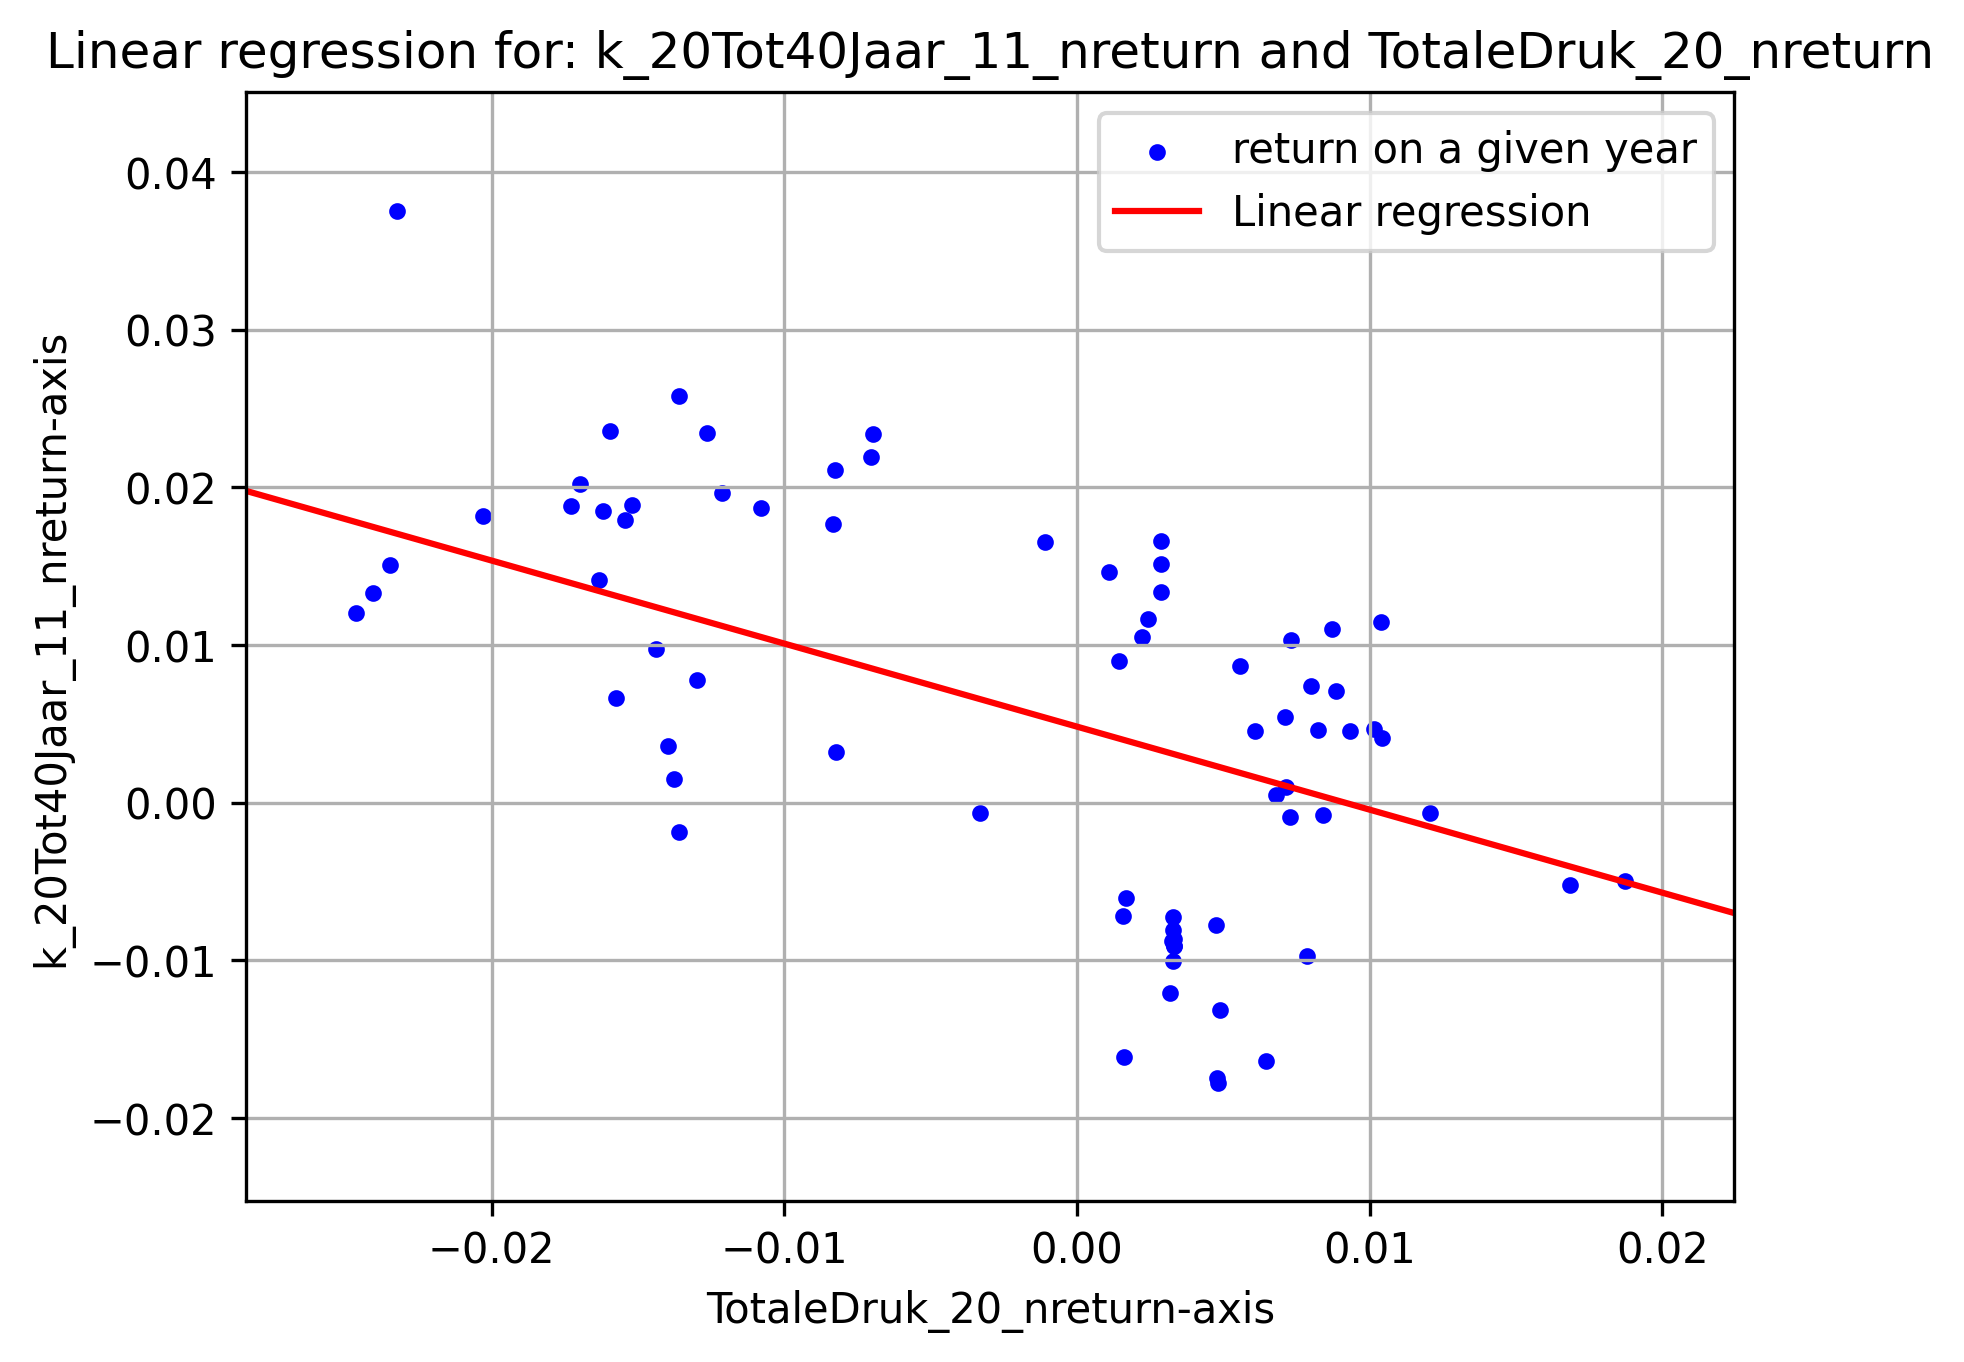 Linear regression for: k_20Tot40Jaar_11_nreturn and TotaleDruk_20_nreturn
return on a given year
Linear regression
k_20Tot40Jaar_11_nreturn-axis
0.04
0.03
0.02
0.01
0.00
−0.01
−0.02
−0.02
−0.01
0.00
0.01
0.02
TotaleDruk_20_nreturn-axis